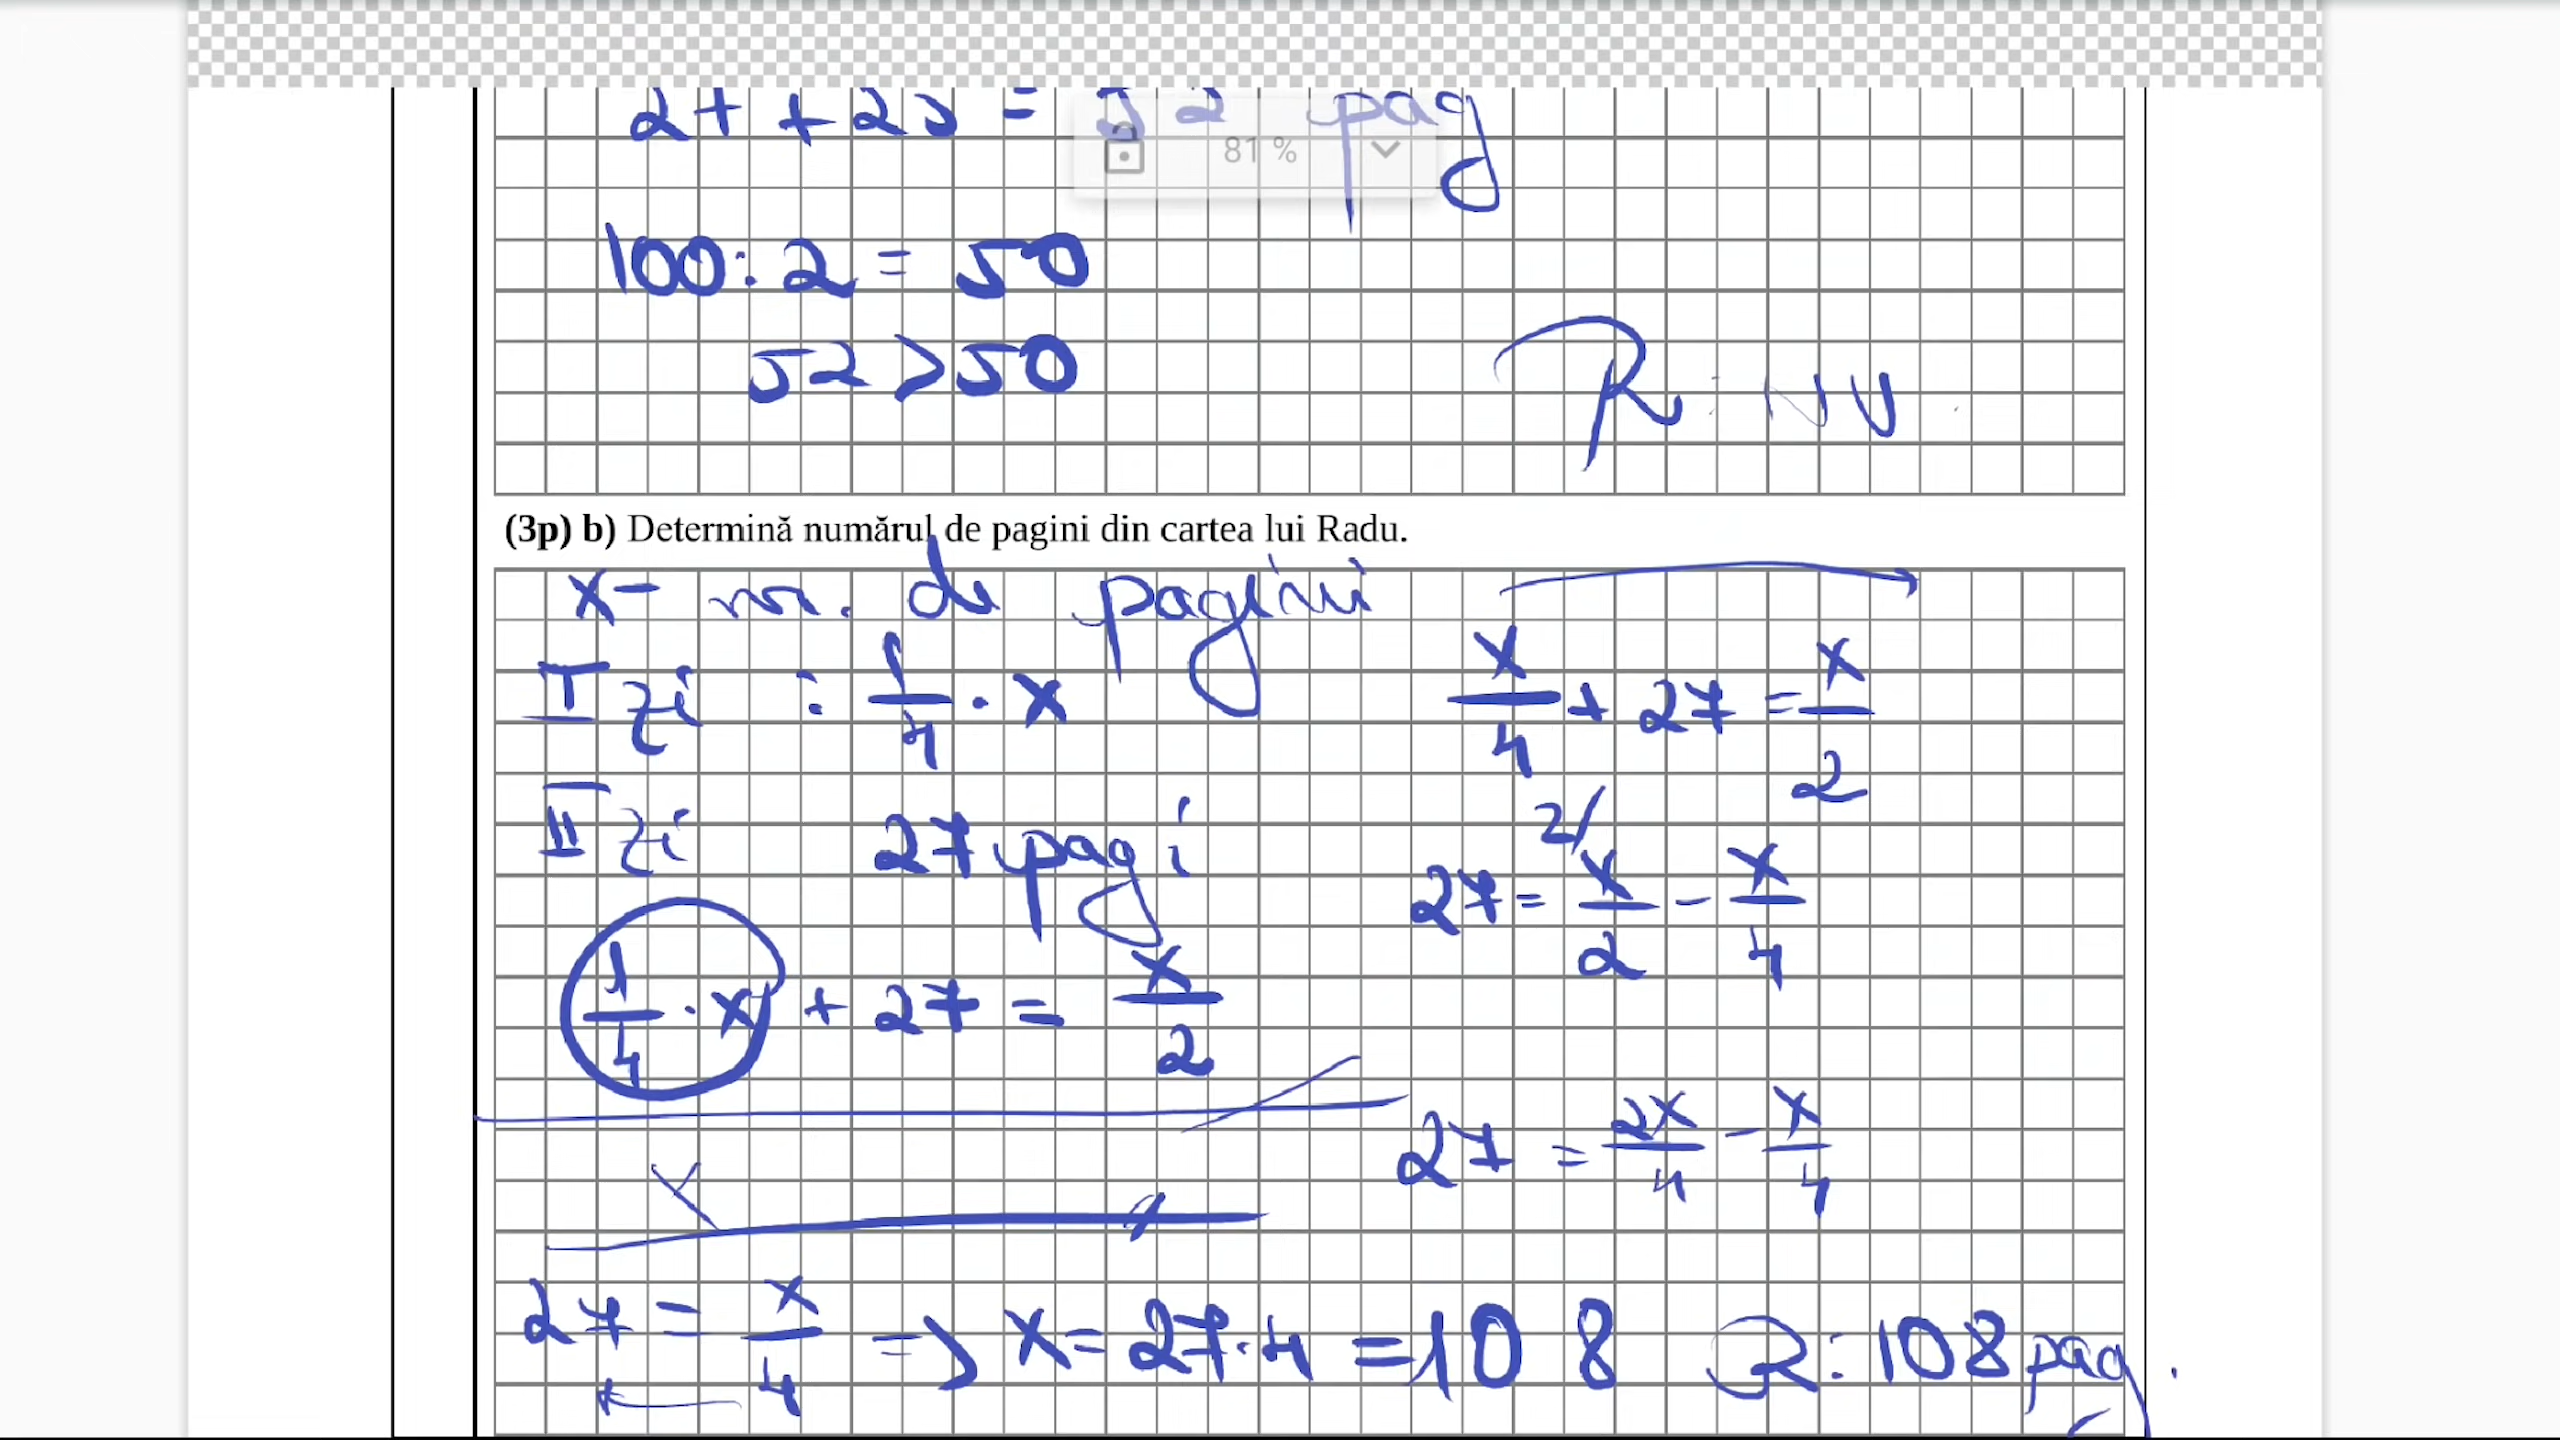 27 + 25 = 52 pag
81 %
100 : 2 = 50
52 > 50
R : NU.
(3p) b) Determină numărul de pagini din cartea lui Radu.
x – nr. de pagini
I zi : 1/4 · x
II zi 27 pagi
1/4 · x + 27 = x/2
x/4 + 27 = x/2
27 = 2/ x/2 - x/4
27 = 2x/4 - x/4
27 = x/4 => x = 27 · 4 = 108 R : 108 pag.